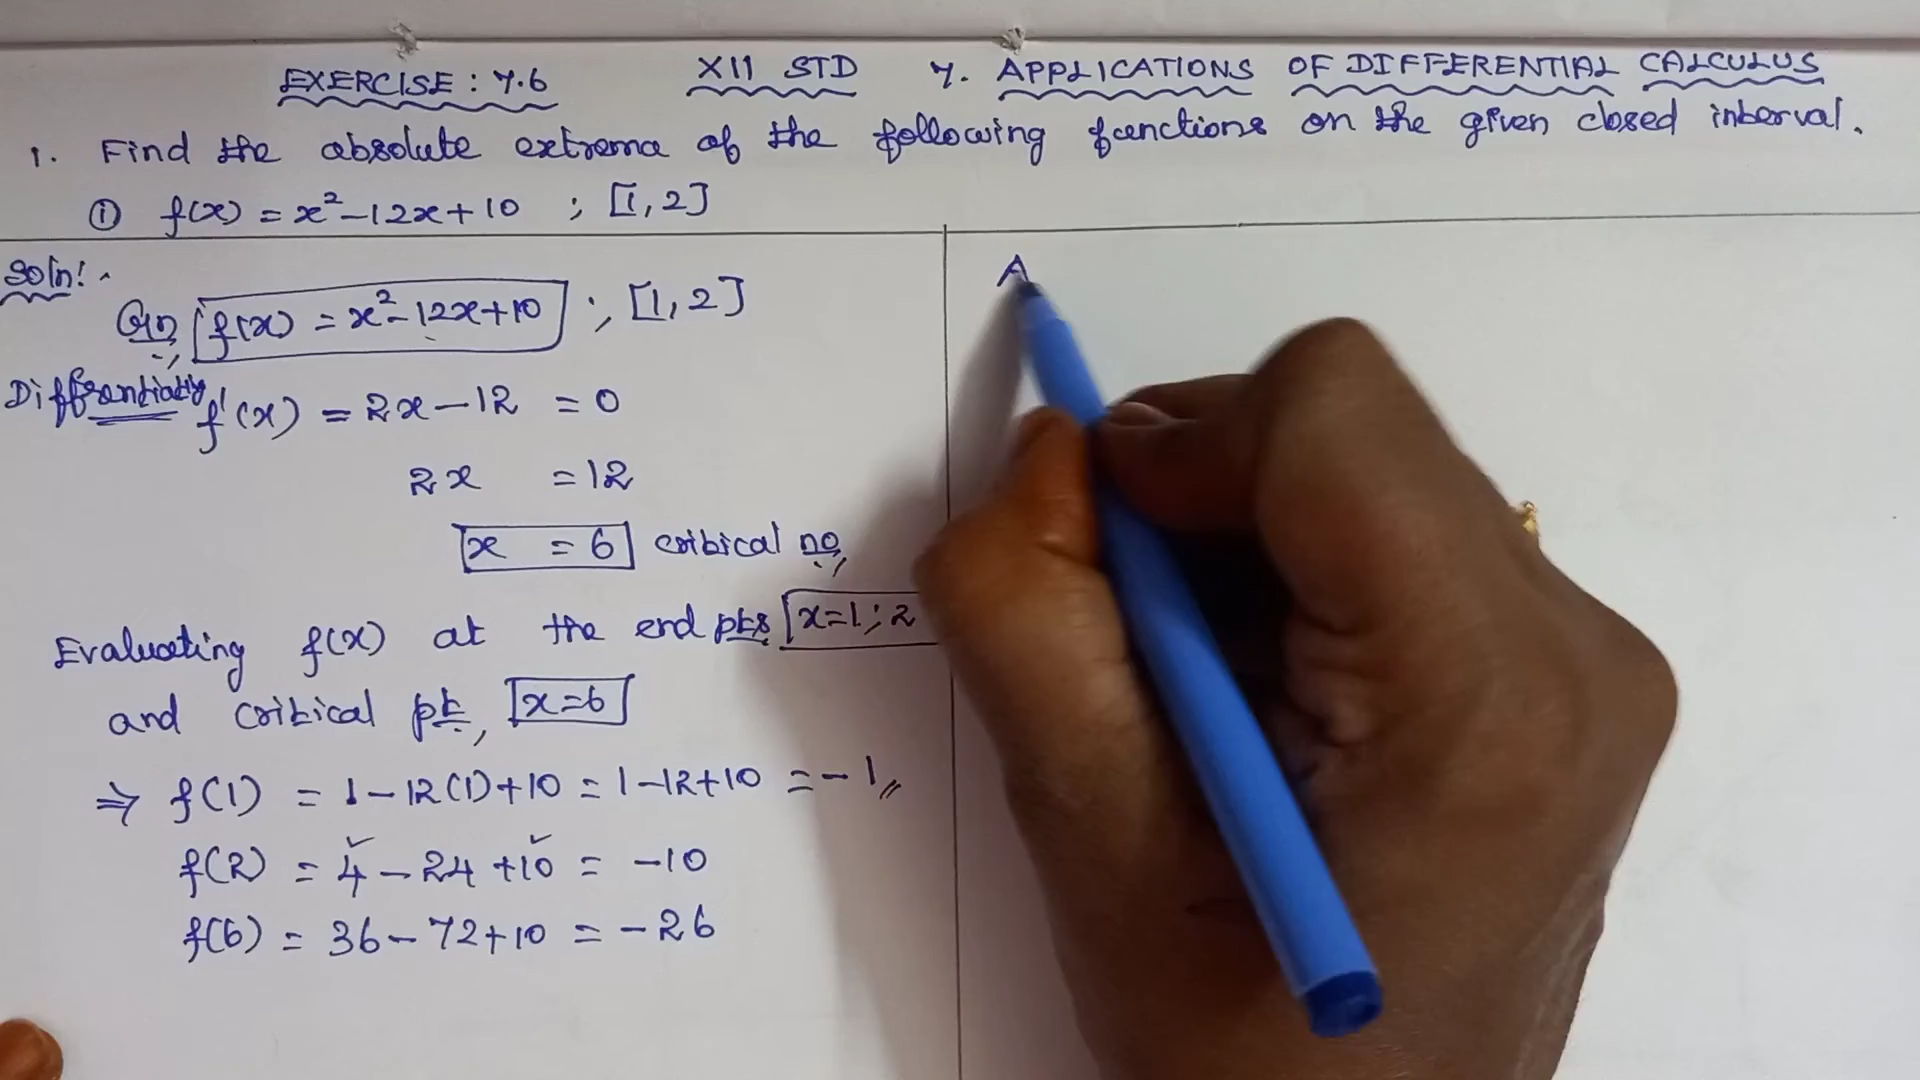 EXERCISE : 7.6 XII STD 7. APPLICATIONS OF DIFFERENTIAL CALCULUS
1. Find the absolute extrema of the following functions on the given closed interval.
① f(x) = x² - 12x + 10 ; [1, 2]
Soln:-
Gn f(x) = x² - 12x + 10 ; [1, 2]
Differentiating f'(x) = 2x - 12 = 0
2x = 12
x = 6 critical no
Evaluating f(x) at the end pts x=1; 2
and critical pt, x=6
⇒ f(1) = 1 - 12(1) + 10 = 1 - 12 + 10 = -1
f(2) = 4 - 24 + 10 = -10
f(6) = 36 - 72 + 10 = -26
A